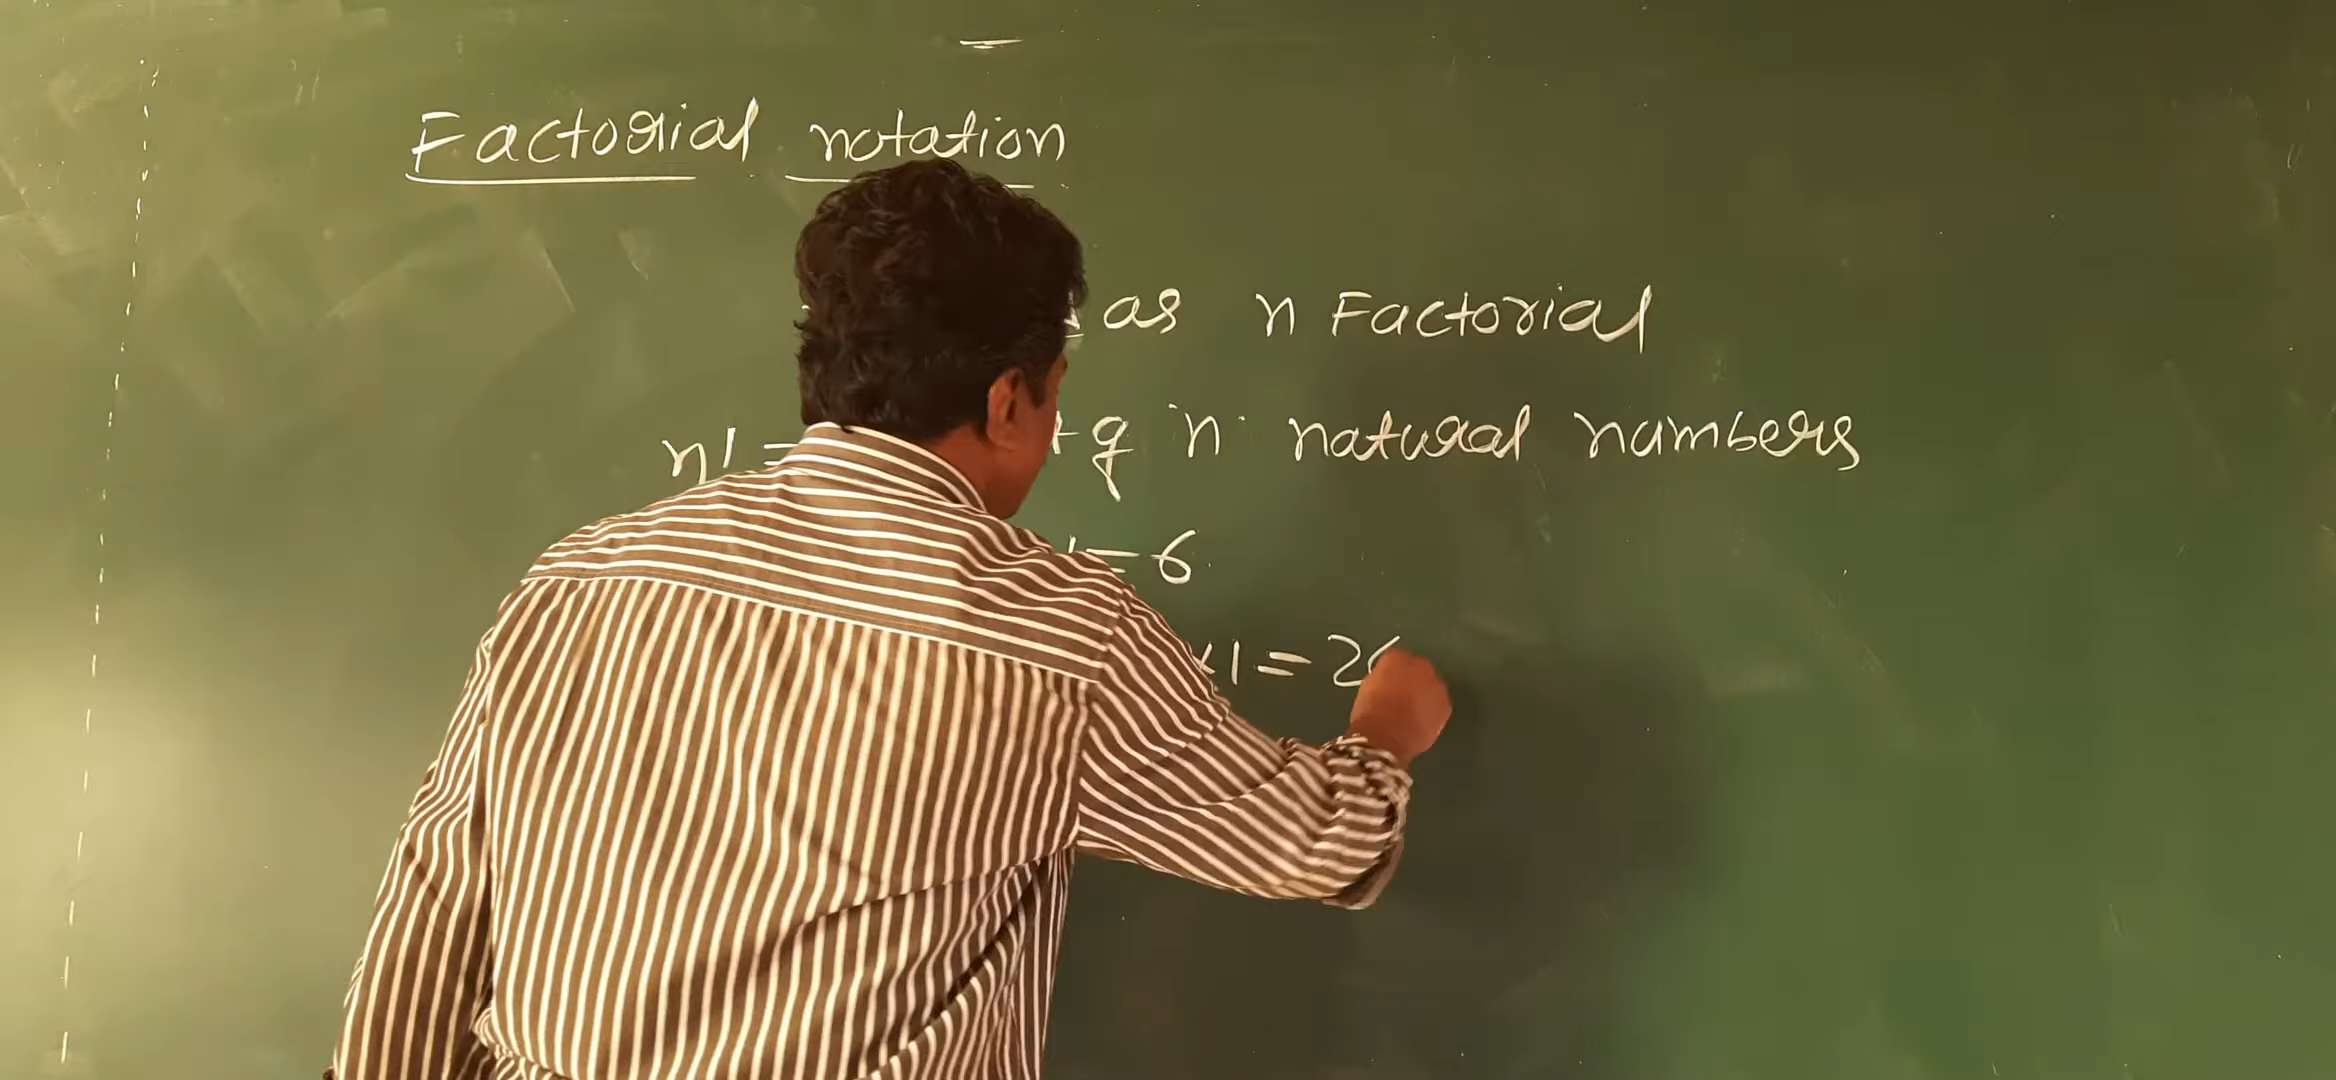 Factorial notation
as n Factorial
n! = q 'n' natural numbers
= 6
1 = 2